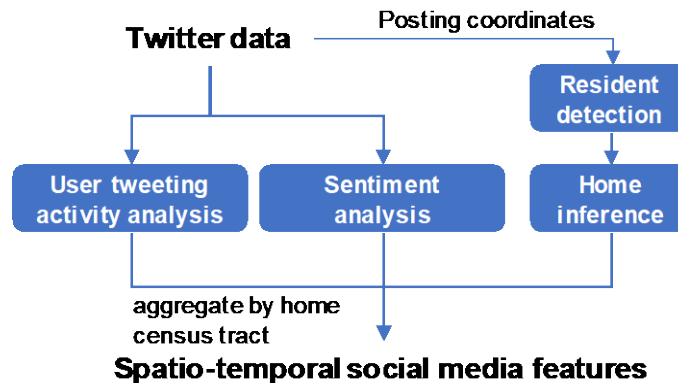 Posting coordinates
Twitter data
Resident
detection
User tweeting
activity analysis
Sentiment
analysis
Home
inference
aggregate by home
census tract
Spatio-temporal social media features